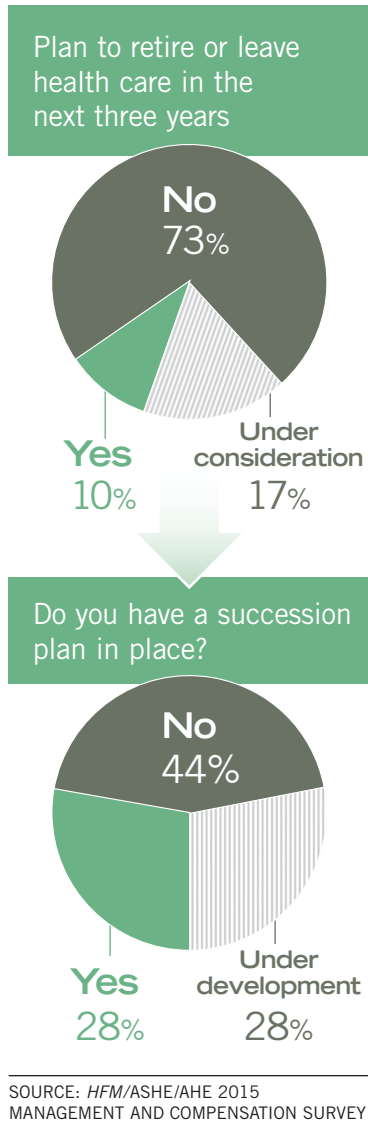 Plan to retire or leave
health care in the
next three years
No
73%
Yes
10%
Under
consideration
17%
Do you have a succession
plan in place?
No
44%
Yes
28%
Under
development
28%
SOURCE: HFM/ASHE/AHE 2015
MANAGEMENT AND COMPENSATION SURVEY